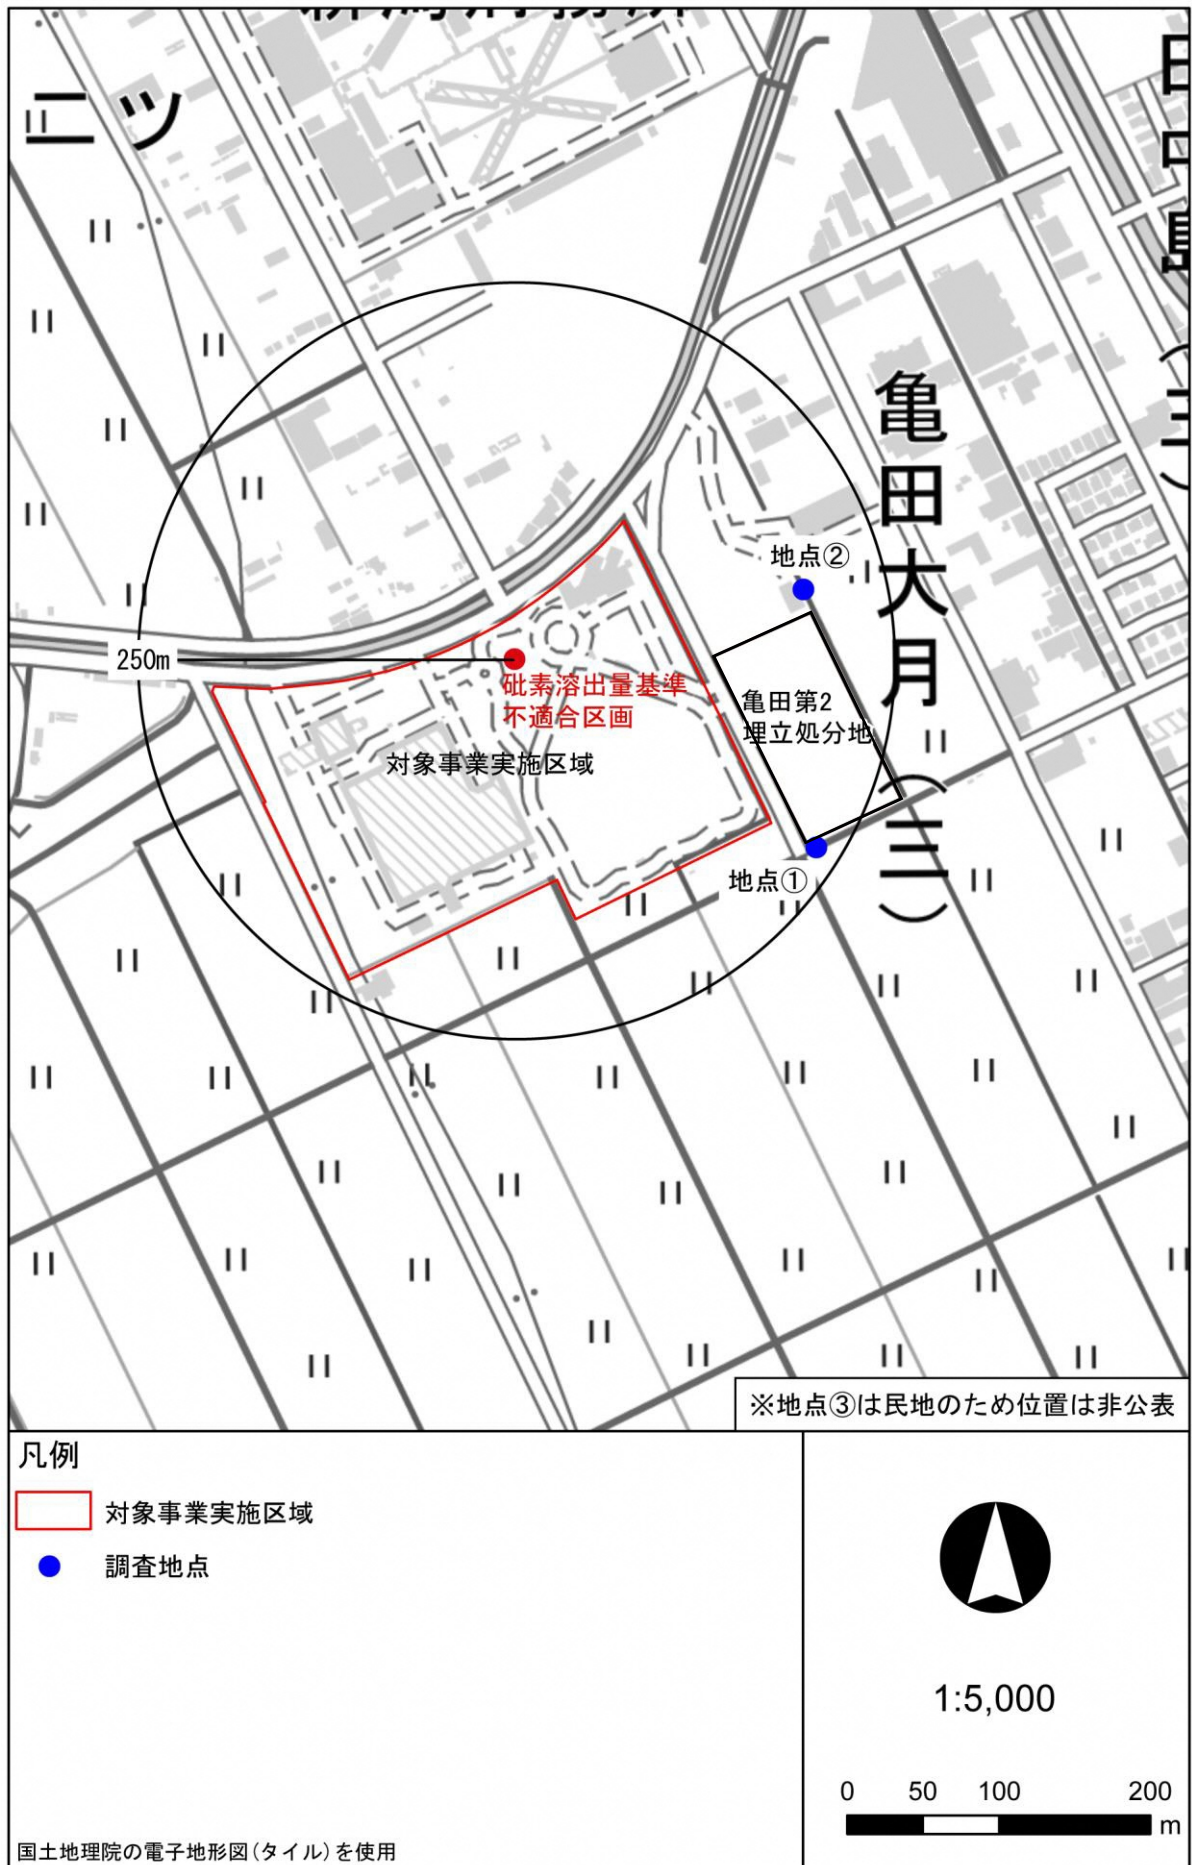 二ツ
亀田大月(三)
250m
地点②
砒素溶出量基準
不適合区画
亀田第2
埋立処分地
対象事業実施区域
地点①
※地点③は民地のため位置は非公表
凡例
対象事業実施区域
調査地点
1:5,000
0 50 100 200
m
国土地理院の電子地形図(タイル)を使用